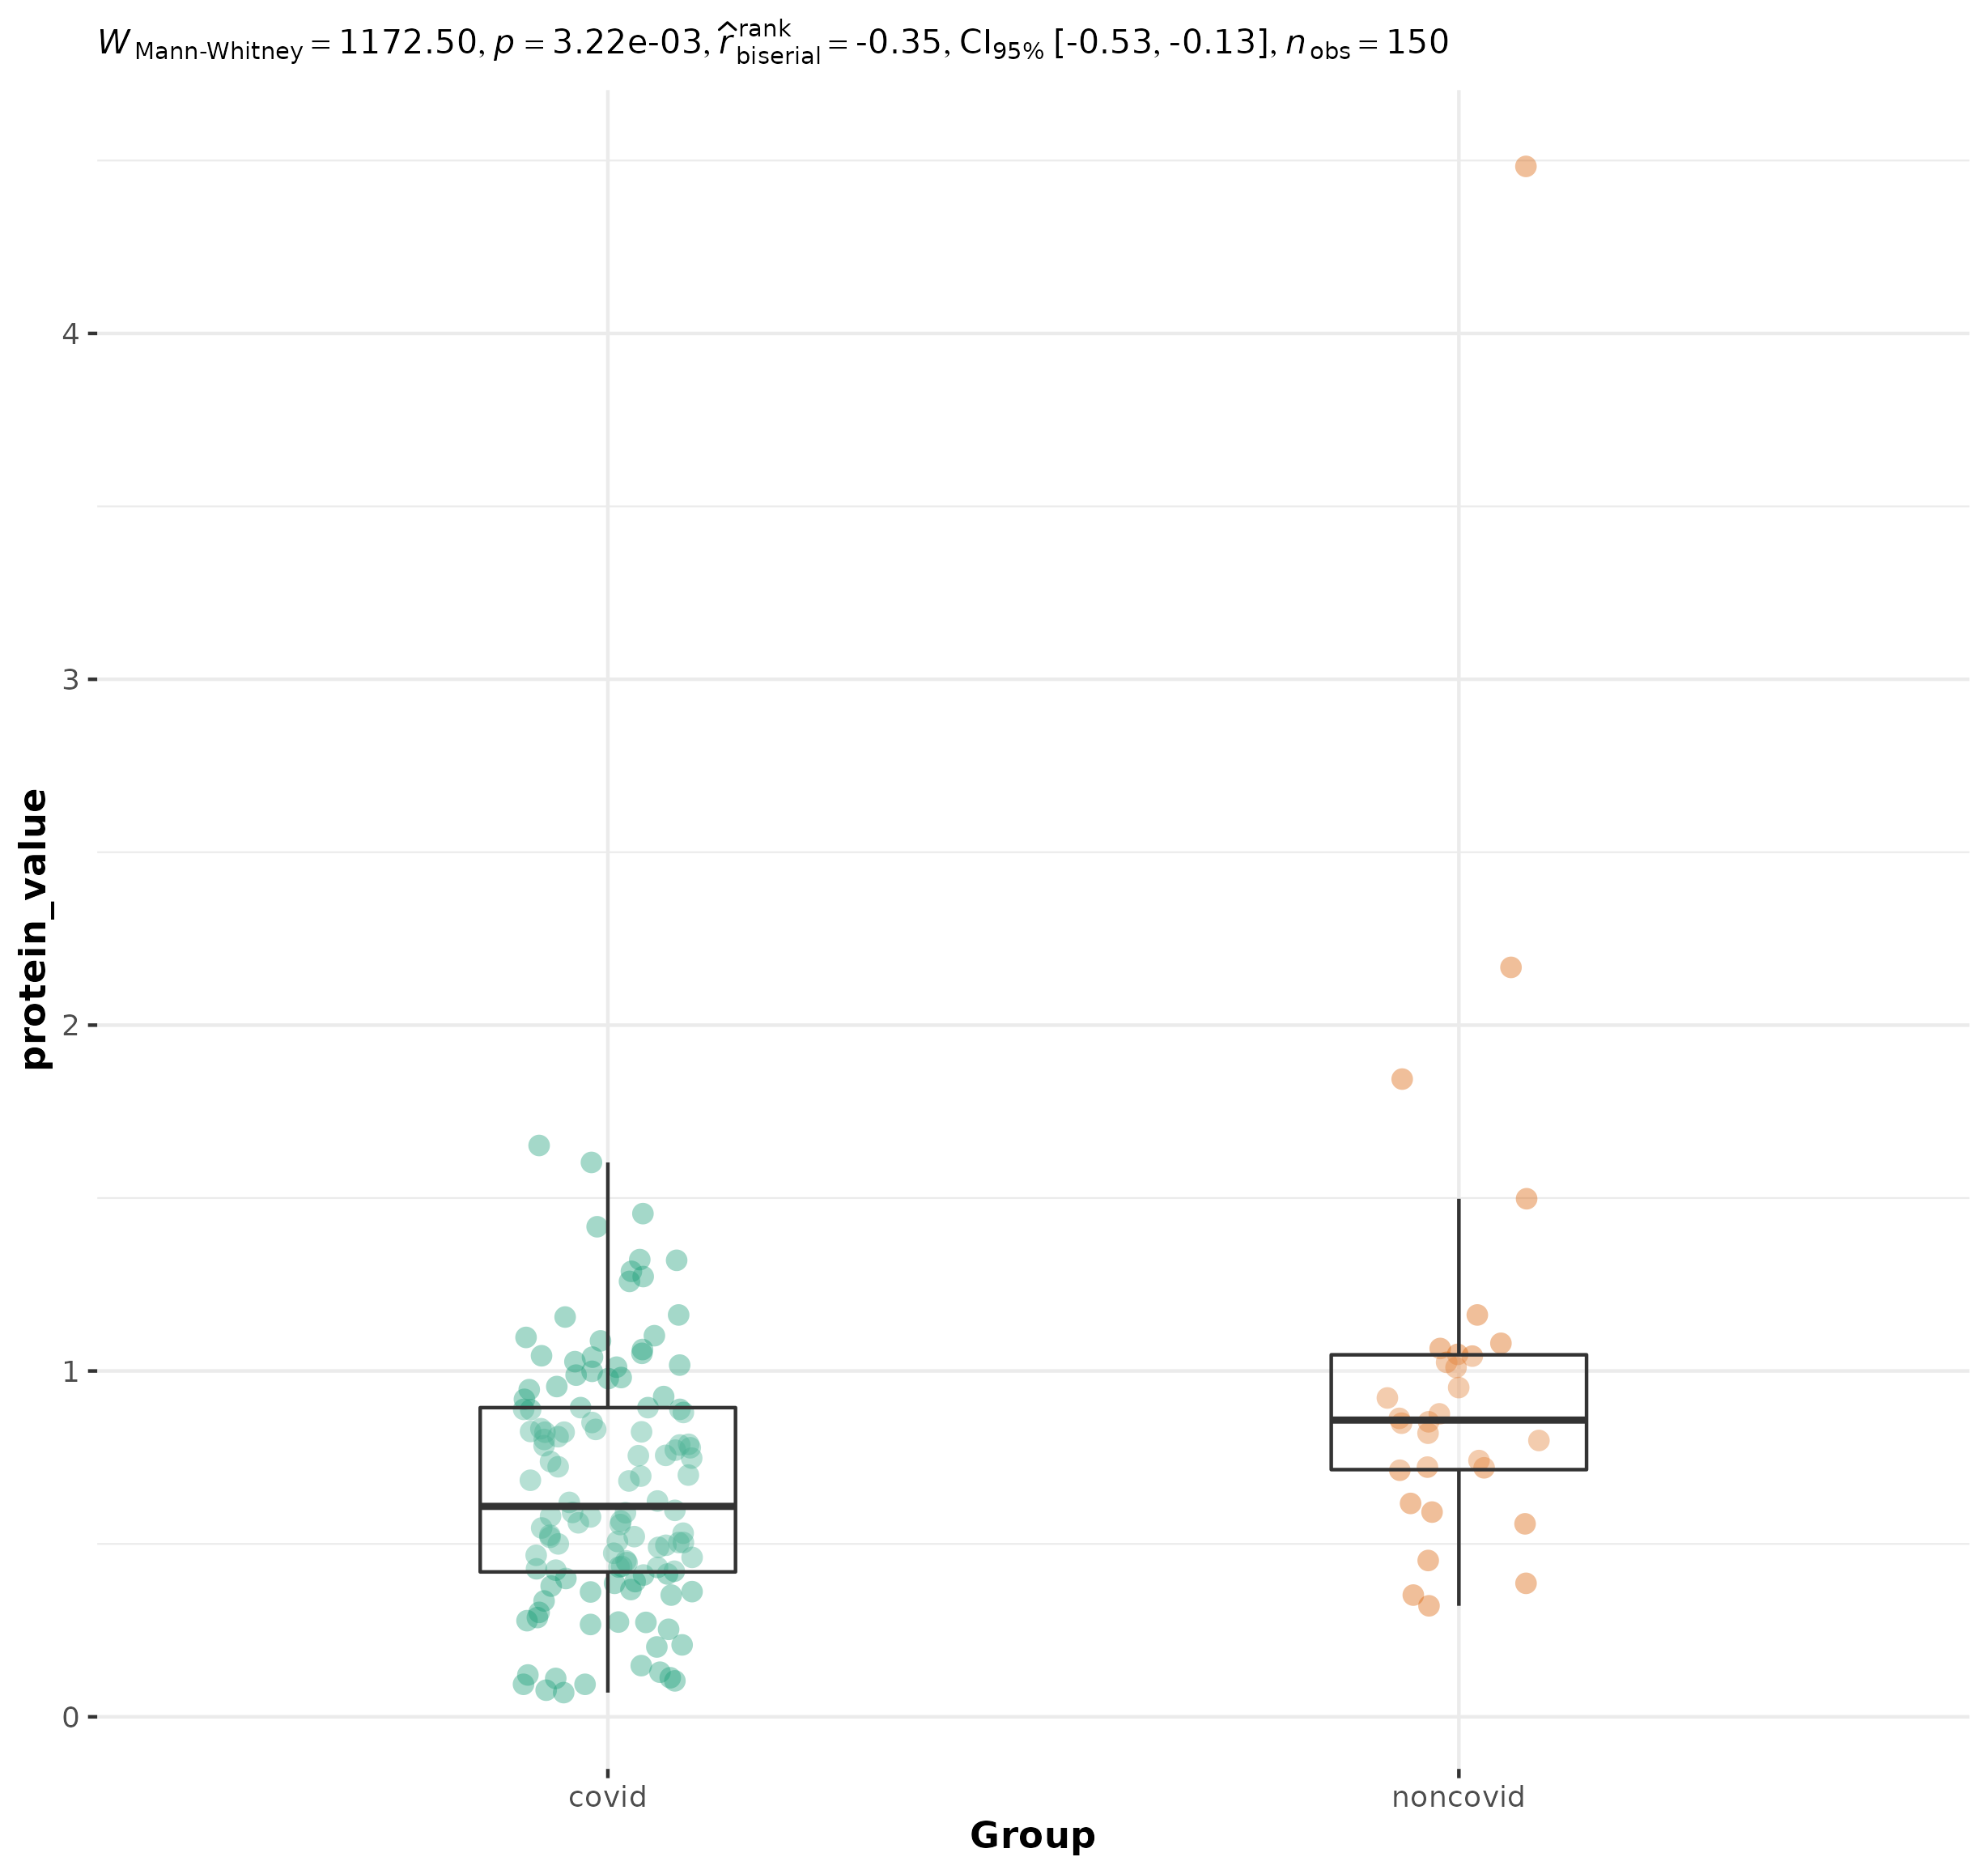 W Mann-Whitney = 1172.50, p = 3.22e-03, r̂ rank biserial = -0.35, CI95% [-0.53, -0.13], n obs = 150
4
3
2
1
0
protein_value
covid noncovid
Group